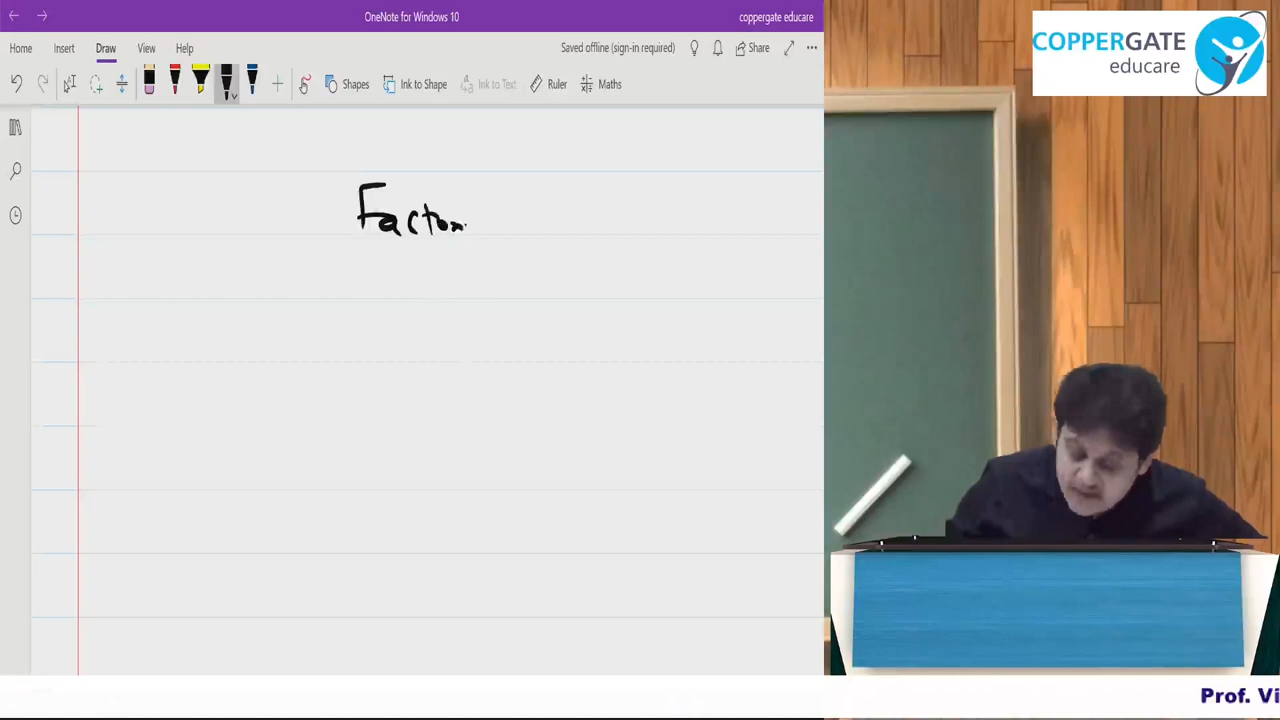 OneNote for Windows 10
coppergate educare
Home Insert Draw View Help
Saved offline (sign-in required)
Share
Shapes
Ink to Shape
Ink to Text
Ruler
Maths
Factor
COPPERGATE
educare
Prof. Vi